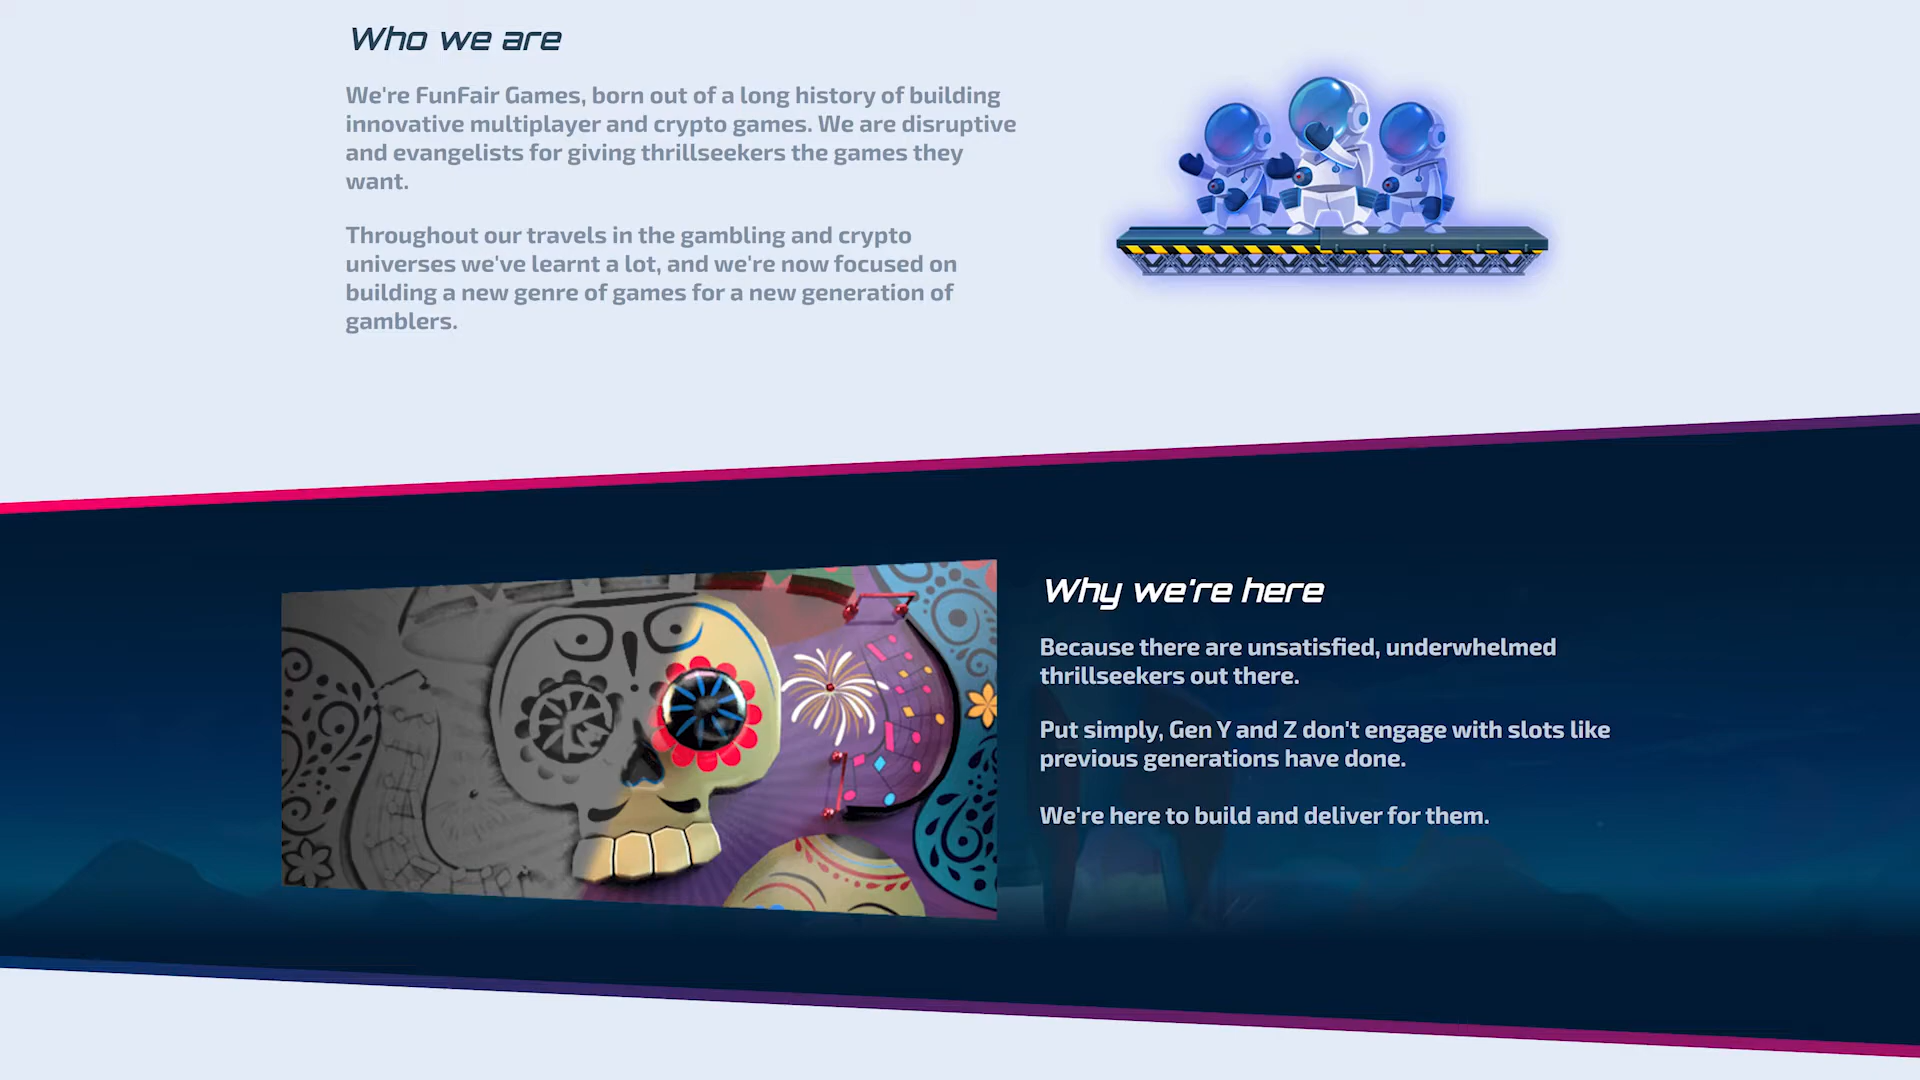 Who we are
We're FunFair Games, born out of a long history of building
innovative multiplayer and crypto games. We are disruptive
and evangelists for giving thrillseekers the games they
want.
Throughout our travels in the gambling and crypto
universes we've learnt a lot, and we're now focused on
building a new genre of games for a new generation of
gamblers.
Why we're here
Because there are unsatisfied, underwhelmed
thrillseekers out there.
Put simply, Gen Y and Z don't engage with slots like
previous generations have done.
We're here to build and deliver for them.